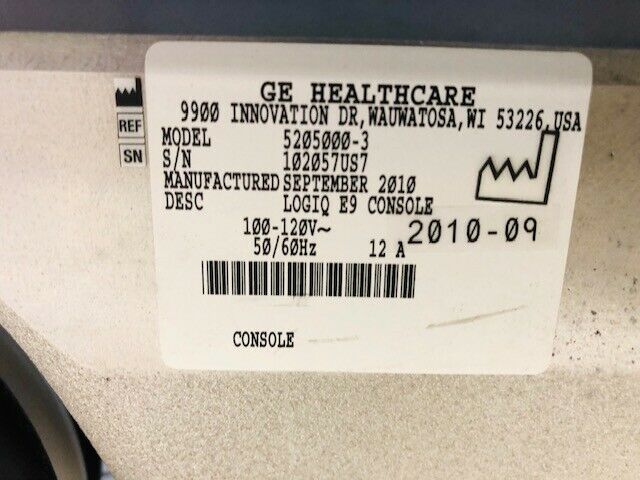 GE HEALTHCARE
9900 INNOVATION DR,WAUWATOSA,WI 53226,USA
REF
MODEL 5205000-3
SN
S/N 102057US7
MANUFACTURED SEPTEMBER 2010
DESC LOGIQ E9 CONSOLE
100-120V~ 2010-09
50/60Hz 12 A
CONSOLE